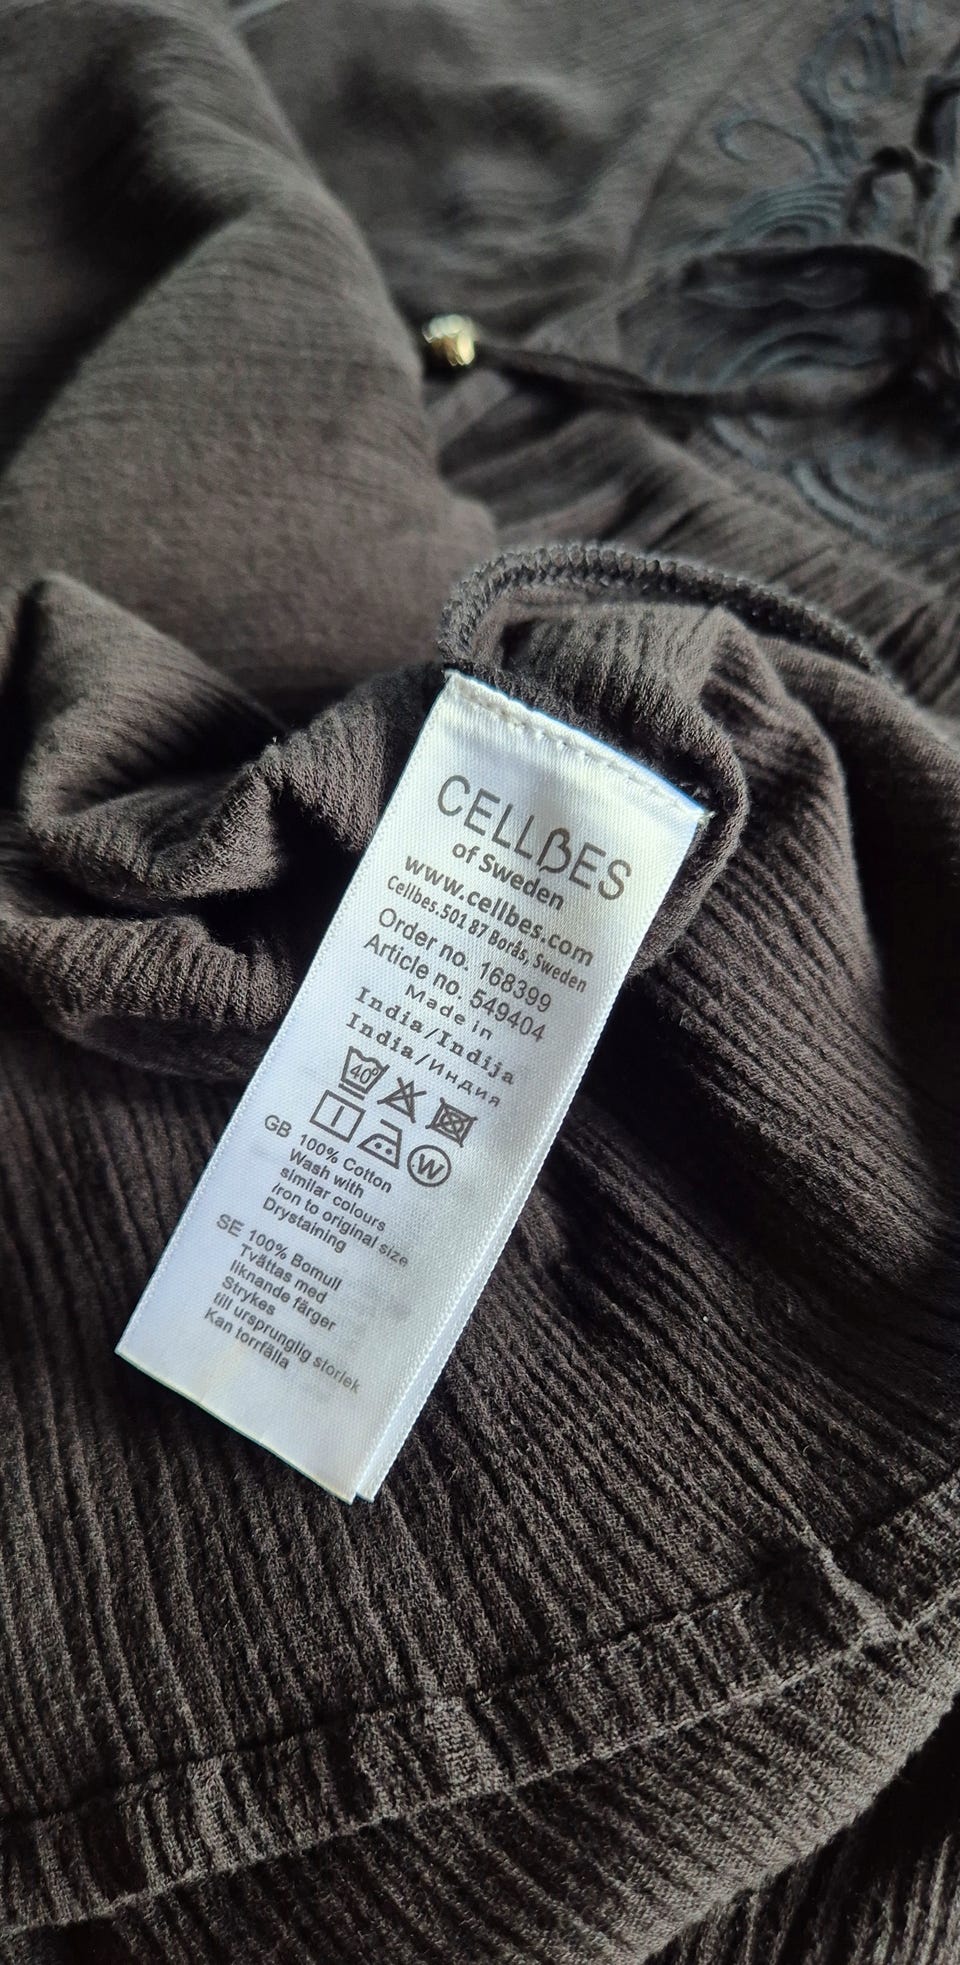 CELLBES
of Sweden
www.cellbes.com
Cellbes.501 87 Borås, Sweden
Order no. 168399
Article no. 549404
Made in
India/Indija
India/Индия
40°
W
GB 100% Cotton
Wash with
similar colours
Iron to original size
Drystaining
SE 100% Bomull
Tvättas med
liknande färger
Strykes
till ursprunglig storlek
Kan torrfälla